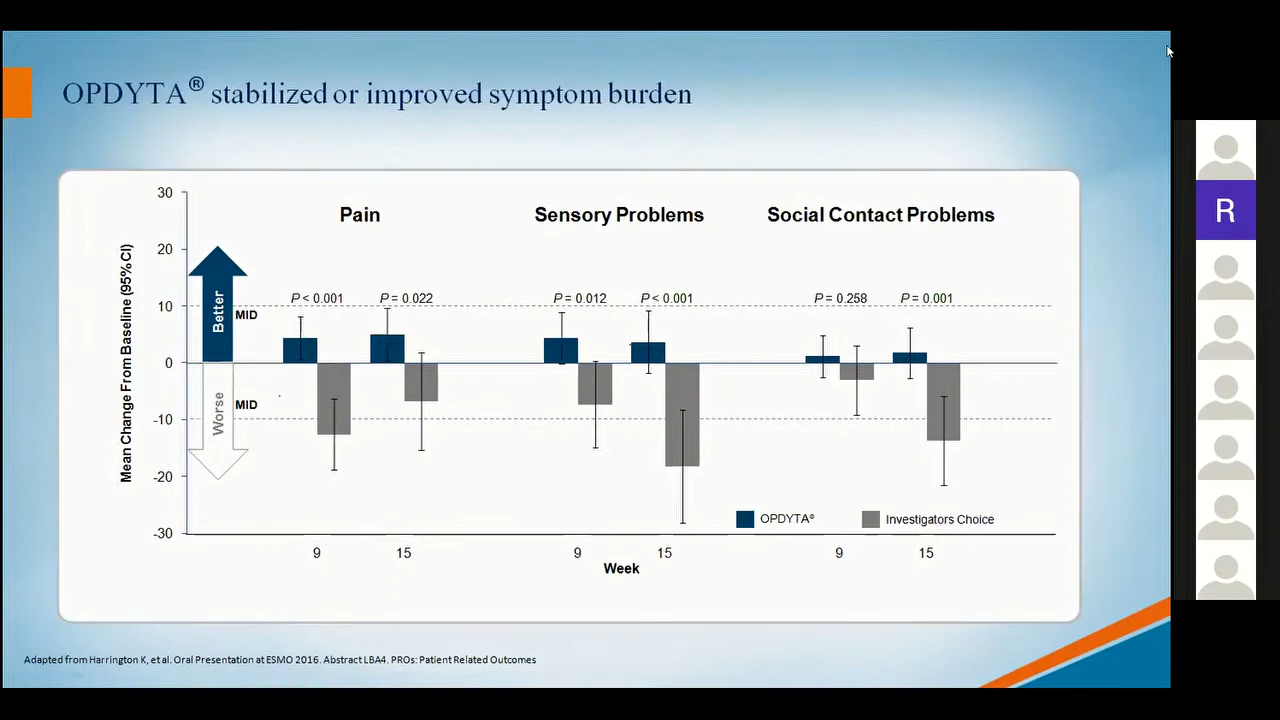 OPDYTA® stabilized or improved symptom burden
R
30
20
10
0
-10
-20
-30
Mean Change From Baseline (95% CI)
Better
Worse
MID
MID
Pain
Sensory Problems
Social Contact Problems
P < 0.001
P = 0.022
P = 0.012
P < 0.001
P = 0.258
P = 0.001
OPDYTA®
Investigators Choice
9
15
9
15
9
15
Week
Adapted from Harrington K, et al. Oral Presentation at ESMO 2016. Abstract LBA4. PROs: Patient Related Outcomes